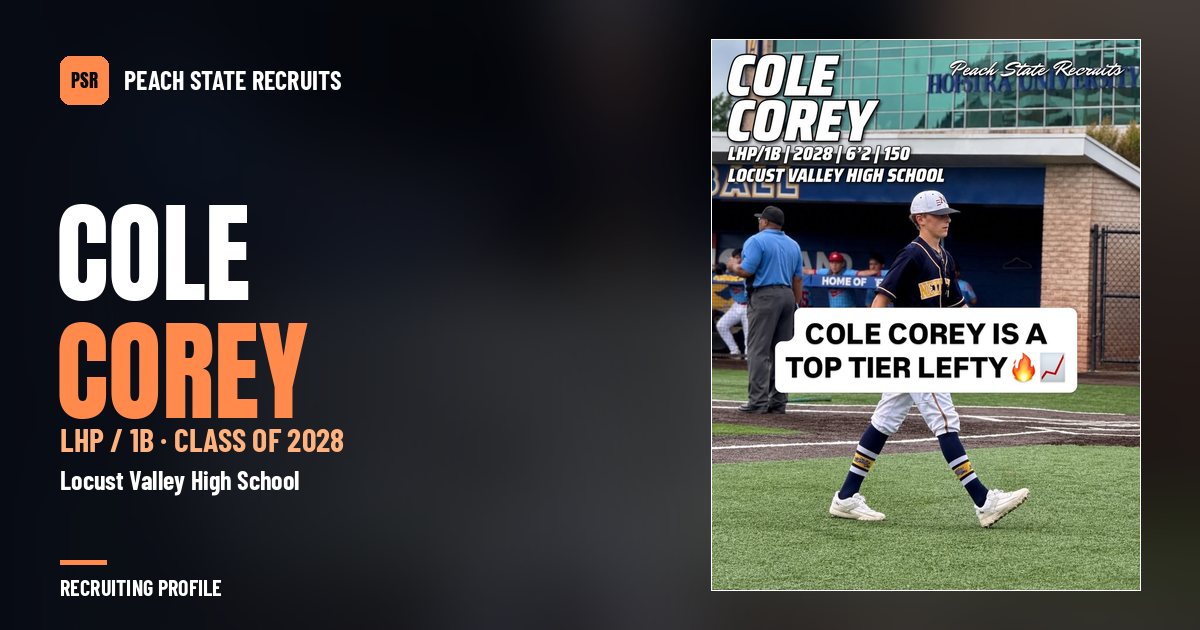 PSR
PEACH STATE RECRUITS
COLE
COREY
LHP / 1B · CLASS OF 2028
Locust Valley High School
RECRUITING PROFILE
COLE
COREY
LHP/1B | 2028 | 6'2 | 150
LOCUST VALLEY HIGH SCHOOL
Peach State Recruits
HOFSTRA UNIVERSITY
BALL
HOME OF
COLE COREY IS A
TOP TIER LEFTY🔥📈